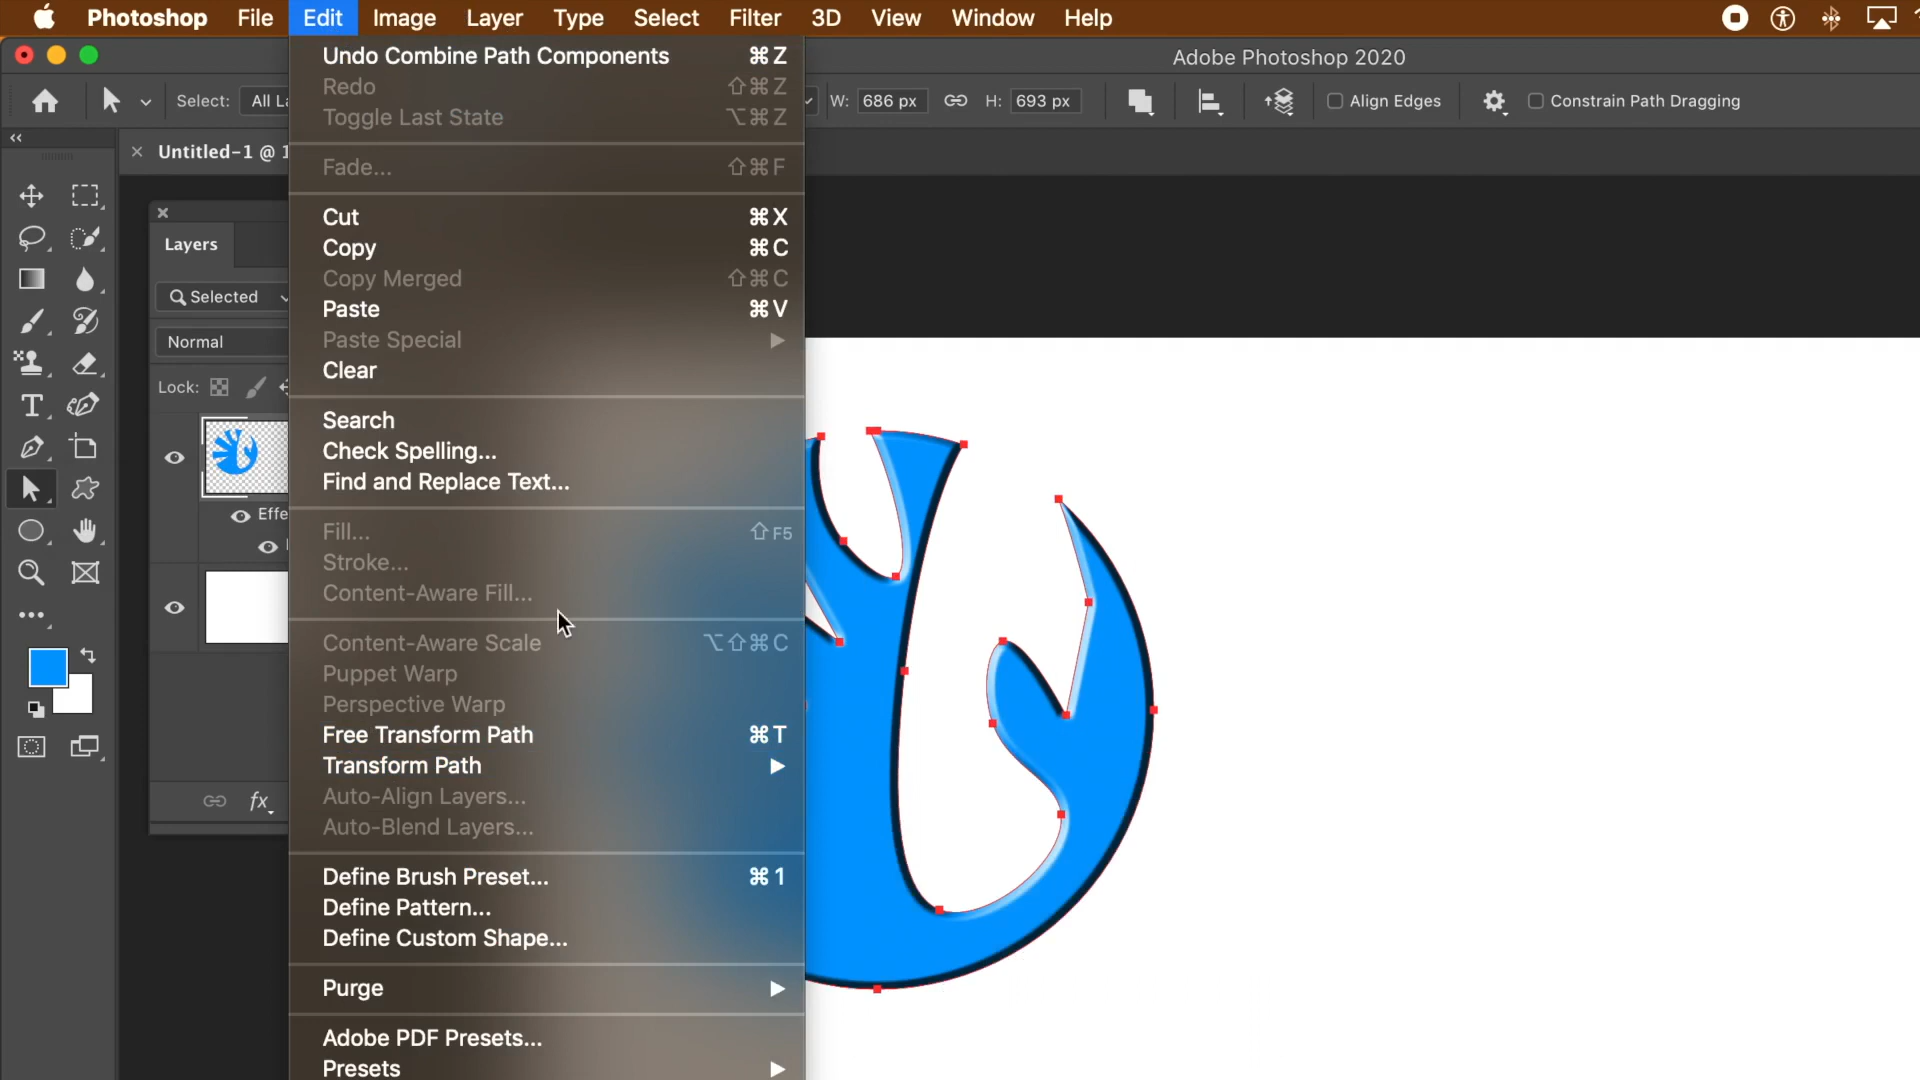 Photoshop File Edit Image Layer Type Select Filter 3D View Window Help
Adobe Photoshop 2020
Select: All W: 686 px H: 693 px Align Edges Constrain Path Dragging
Untitled-1 @
Layers
Selected
Normal
Lock:
fx
Undo Combine Path Components ⌘Z
Redo ⇧⌘Z
Toggle Last State ⌥⌘Z
Fade... ⇧⌘F
Cut ⌘X
Copy ⌘C
Copy Merged ⇧⌘C
Paste ⌘V
Paste Special
Clear
Search
Check Spelling...
Find and Replace Text...
Fill... ⇧F5
Stroke...
Content-Aware Fill...
Content-Aware Scale ⌥⇧⌘C
Puppet Warp
Perspective Warp
Free Transform Path ⌘T
Transform Path
Auto-Align Layers...
Auto-Blend Layers...
Define Brush Preset... ⌘1
Define Pattern...
Define Custom Shape...
Purge
Adobe PDF Presets...
Presets